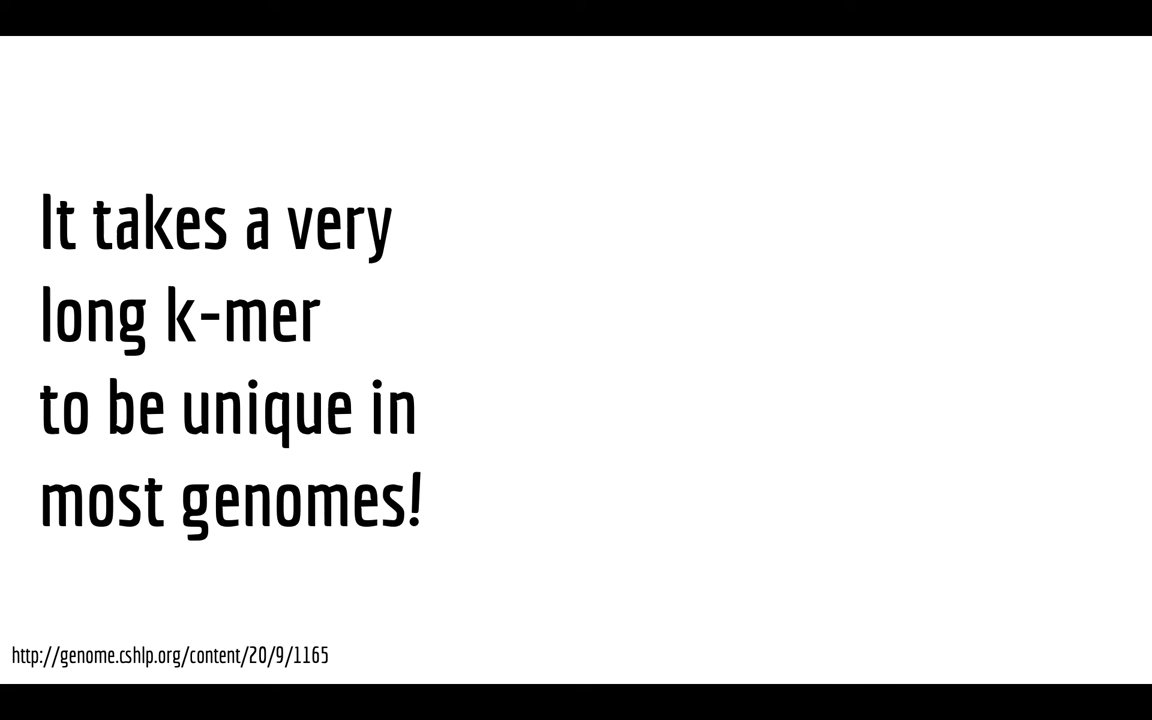 It takes a very
long k-mer
to be unique in
most genomes!
http://genome.cshlp.org/content/20/9/1165